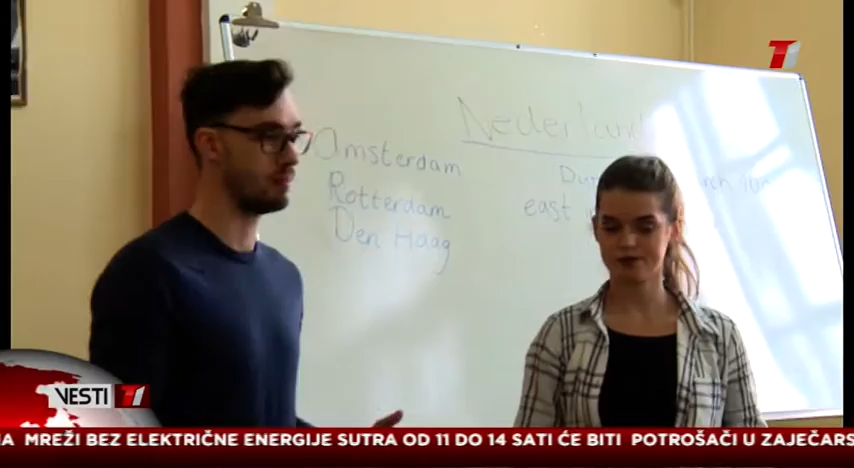 Nederland
Amsterdam
Rotterdam
Den Haag
east
VESTI
NA MREŽI BEZ ELEKTRIČNE ENERGIJE SUTRA OD 11 DO 14 SATI ĆE BITI POTROŠAČI U ZAJEČARS